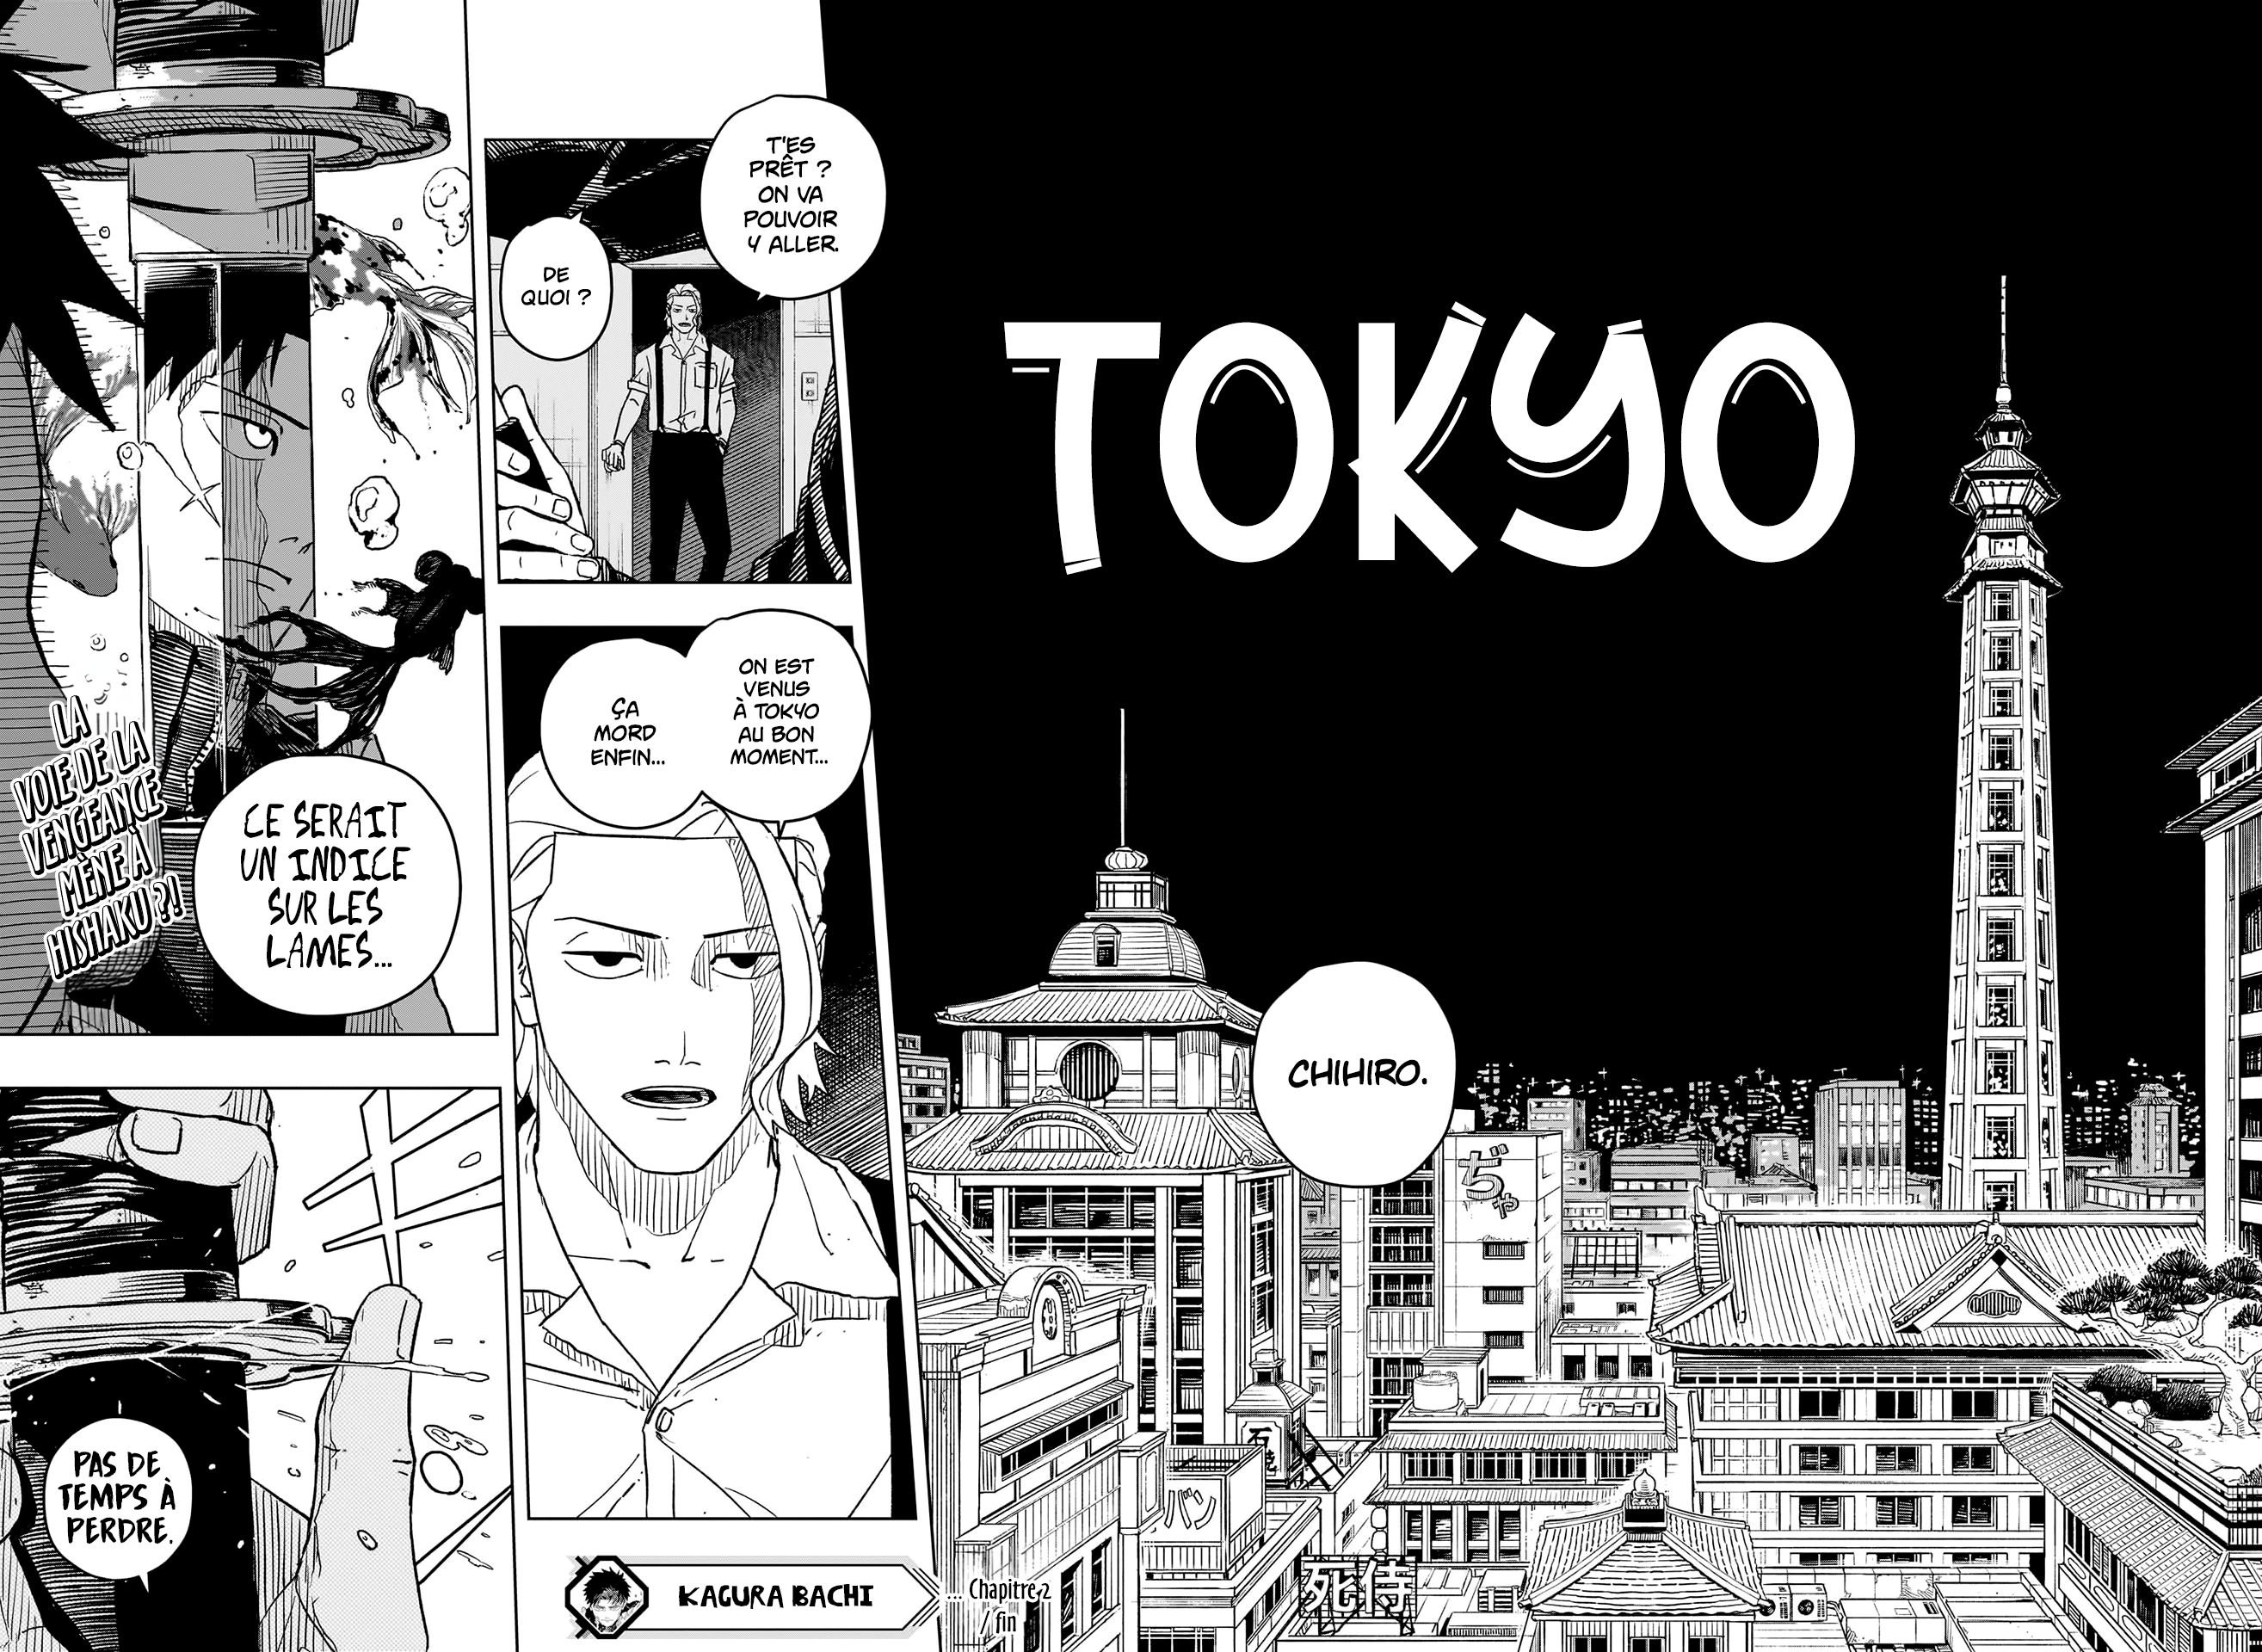 TOKYO
CHIHIRO.
ぢゃ
石
バン
死侍
T'ES
PRÊT ?
ON VA
POUVOIR
Y ALLER.
DE
QUOI ?
ON EST
VENUS
À TOKYO
AU BON
MOMENT...
ÇA
MORD
ENFIN...
CE SERAIT
UN INDICE
SUR LES
LAMES...
LA
VOIE DE LA
VENGEANCE
MÈNE À
HISHAKU ?!
PAS DE
TEMPS À
PERDRE.
KAGURA BACHI
... Chapitre 2
/ fin